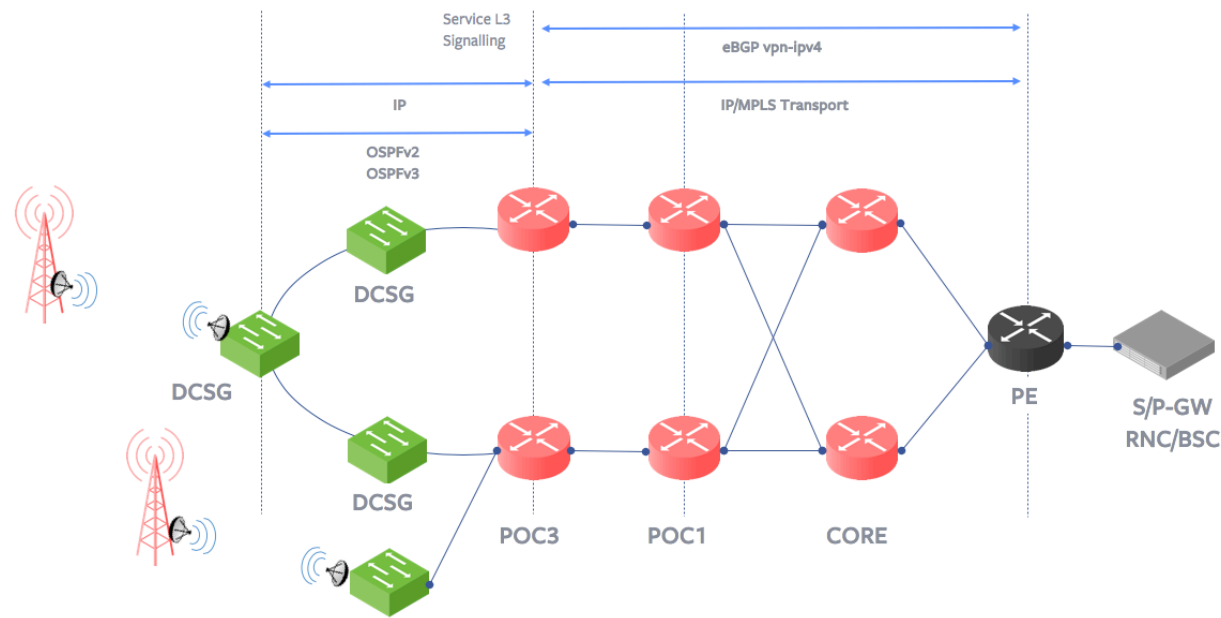 Service L3
Signalling
eBGP vpn-ipv4
IP
IP/MPLS Transport
OSPFv2
OSPFv3
DCSG
DCSG
PE
S/P-GW
RNC/BSC
DCSG
POC3
POC1
CORE